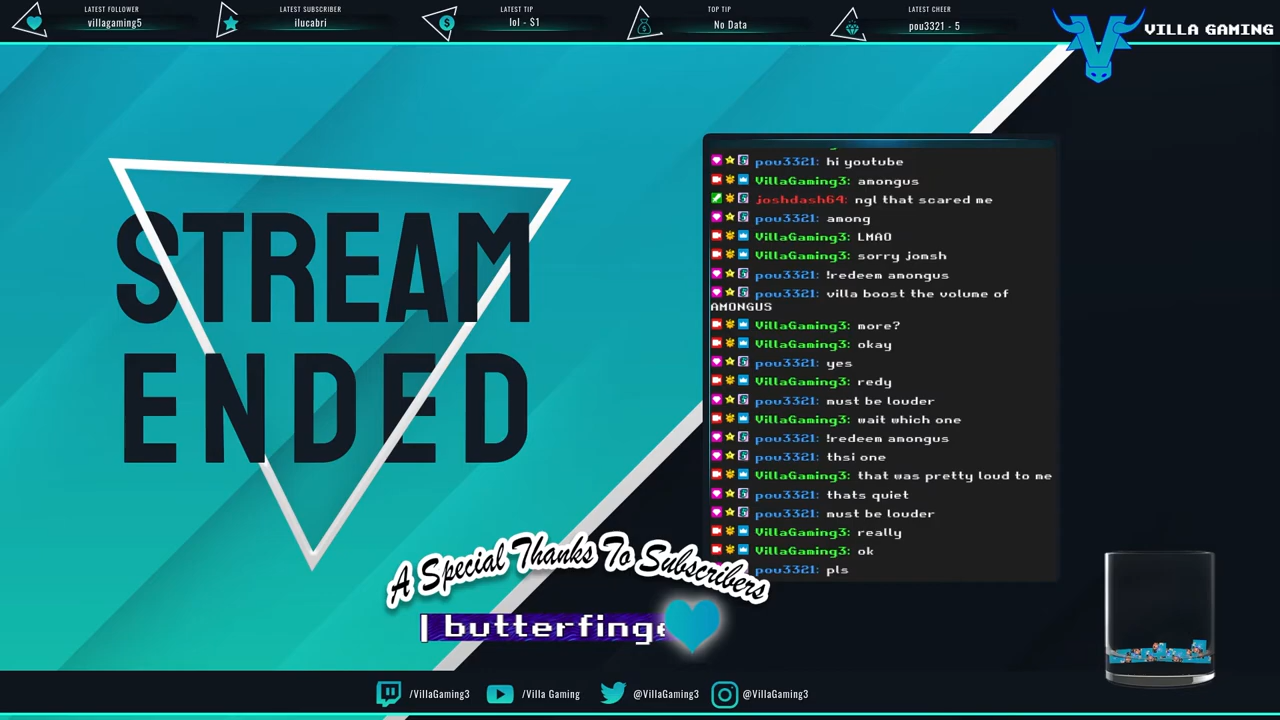 LATEST FOLLOWER
villagaming5
LATEST SUBSCRIBER
ilucabri
LATEST TIP
lol - $1
TOP TIP
No Data
LATEST CHEER
pou3321 - 5
VILLA GAMING
STREAM
ENDED
pou3321: hi youtube
VillaGaming3: amongus
joshdash64: ngl that scared me
pou3321: among
VillaGaming3: LMAO
VillaGaming3: sorry jomsh
pou3321: !redeem amongus
pou3321: villa boost the volume of
AMONGUS
VillaGaming3: more?
VillaGaming3: okay
pou3321: yes
VillaGaming3: redy
pou3321: must be louder
VillaGaming3: wait which one
pou3321: !redeem amongus
pou3321: thsi one
VillaGaming3: that was pretty loud to me
pou3321: thats quiet
pou3321: must be louder
VillaGaming3: really
VillaGaming3: ok
pou3321: pls
A Special Thanks To Subscribers
| butterfinge
/VillaGaming3
/Villa Gaming
@VillaGaming3
@VillaGaming3